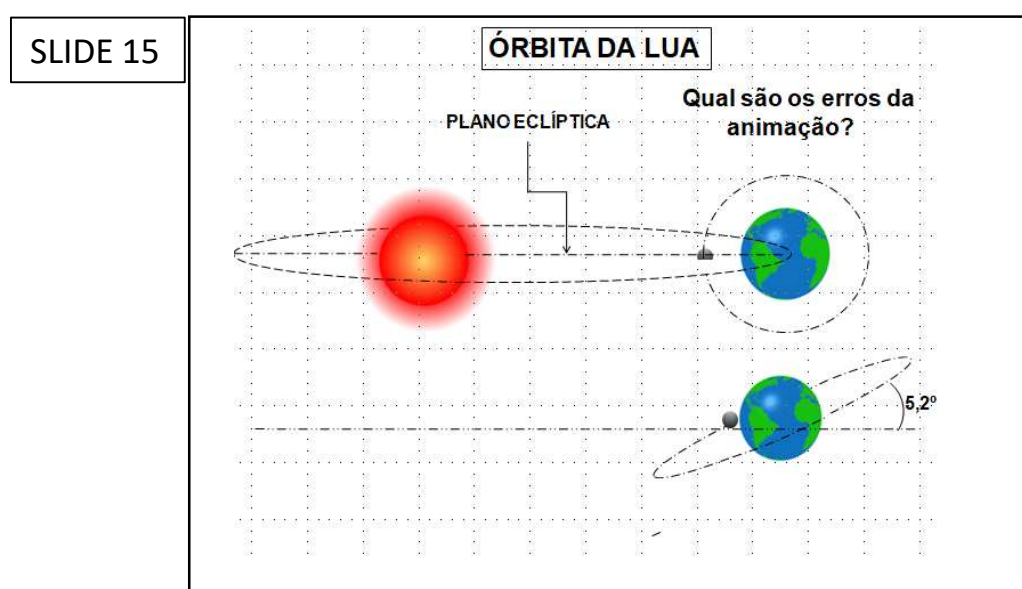 SLIDE 15
ÓRBITA DA LUA
Qual são os erros da
animação?
PLANO ECLÍPTICA
5,2º